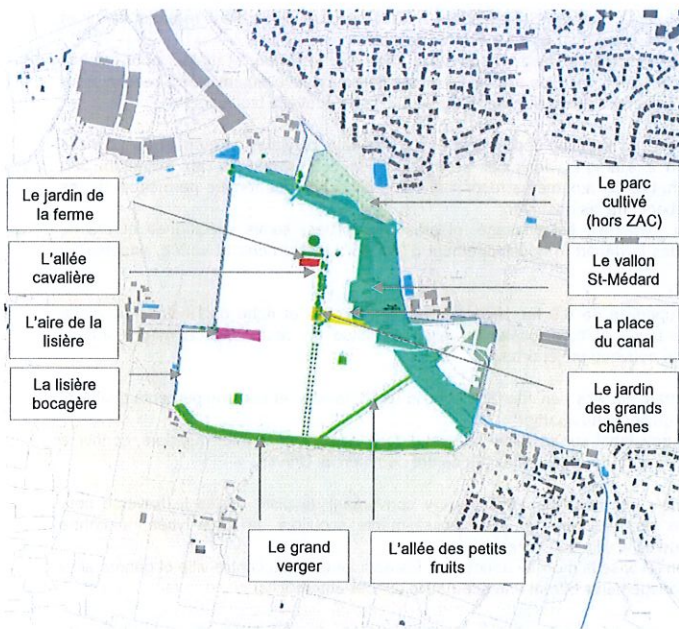 Le jardin de
la ferme
L'allée
cavalière
L'aire de la
lisière
La lisière
bocagère
Le parc
cultivé
(hors ZAC)
Le vallon
St-Médard
La place
du canal
Le jardin
des grands
chênes
Le grand
verger
L'allée des petits
fruits